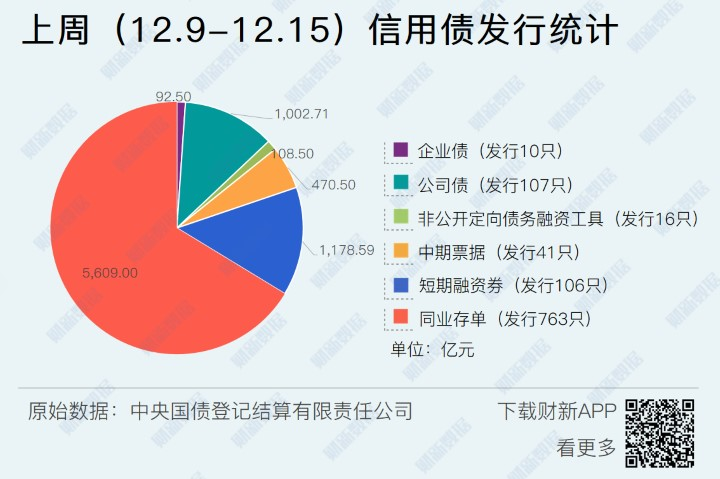 上周（12.9-12.15）信用债发行统计
92.50
1,002.71
108.50
470.50
1,178.59
5,609.00
企业债（发行10只）
公司债（发行107只）
非公开定向债务融资工具（发行16只）
中期票据（发行41只）
短期融资券（发行106只）
同业存单（发行763只）
单位：亿元
原始数据：中央国债登记结算有限责任公司
下载财新APP
看更多